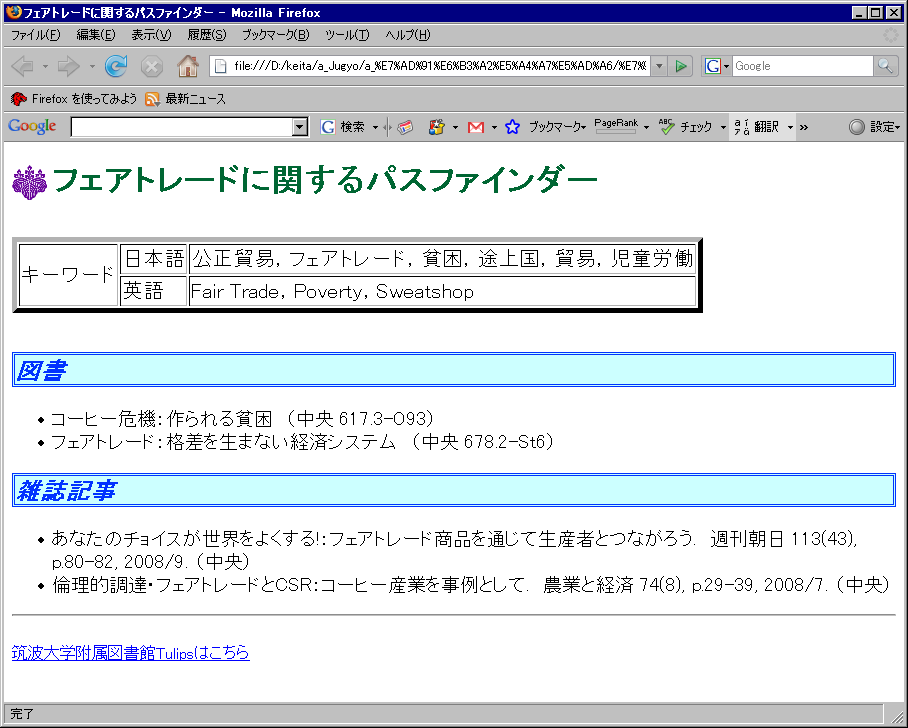 フェアトレードに関するパスファインダー - Mozilla Firefox
ファイル(F) 編集(E) 表示(V) 履歴(S) ブックマーク(B) ツール(T) ヘルプ(H)
file:///D:/keita/a_Jugyo/a_%E7%AD%91%E6%B3%A2%E5%A4%A7%E5%AD%A6/%E7% G Google
Firefox を使ってみよう 最新ニュース
Google G 検索 ブックマーク PageRank チェック 翻訳 » 設定
フェアトレードに関するパスファインダー
キーワード 日本語 公正貿易, フェアトレード, 貧困, 途上国, 貿易, 児童労働
英語 Fair Trade, Poverty, Sweatshop
図書
• コーヒー危機：作られる貧困 （中央 617.3-O93）
• フェアトレード：格差を生まない経済システム （中央 678.2-St6）
雑誌記事
• あなたのチョイスが世界をよくする!：フェアトレード商品を通じて生産者とつながろう． 週刊朝日 113(43),
p.80-82, 2008/9. （中央）
• 倫理的調達・フェアトレードとCSR：コーヒー産業を事例として． 農業と経済 74(8), p.29-39, 2008/7. （中央）
筑波大学附属図書館Tulipsはこちら
完了